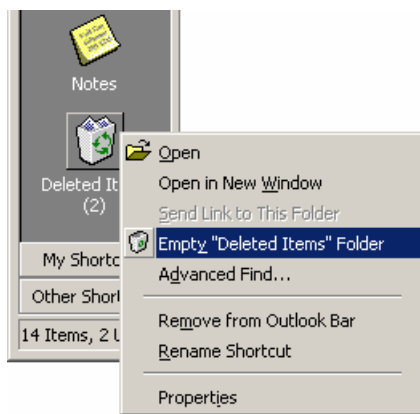 Notes
Deleted It
(2)
My Shortc
Other Short
14 Items, 2 U
Open
Open in New Window
Send Link to This Folder
Empty "Deleted Items" Folder
Advanced Find...
Remove from Outlook Bar
Rename Shortcut
Properties